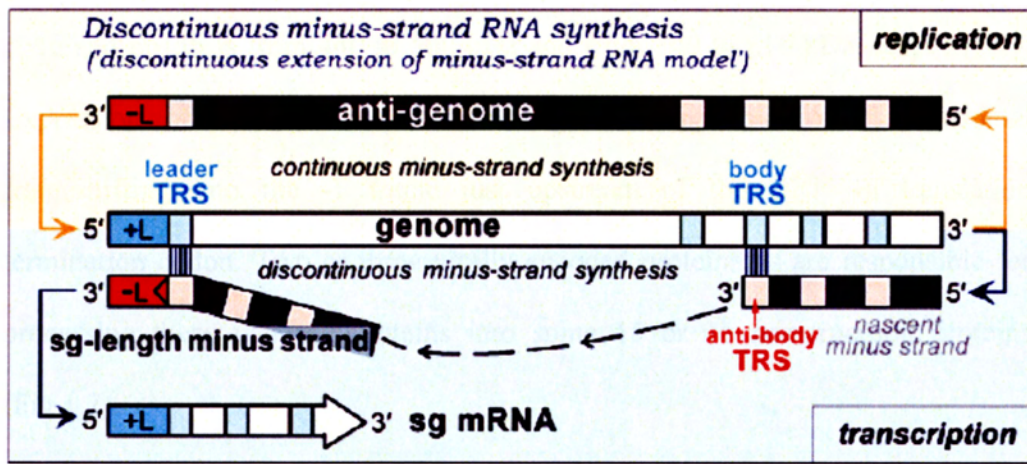 Discontinuous minus-strand RNA synthesis
('discontinuous extension of minus-strand RNA model')
replication
3' -L anti-genome 5'
continuous minus-strand synthesis
leader
TRS
body
TRS
5' +L genome 3'
discontinuous minus-strand synthesis
3' -L
3' 5'
sg-length minus strand
anti-body
TRS
nascent
minus strand
5' +L 3' sg mRNA
transcription